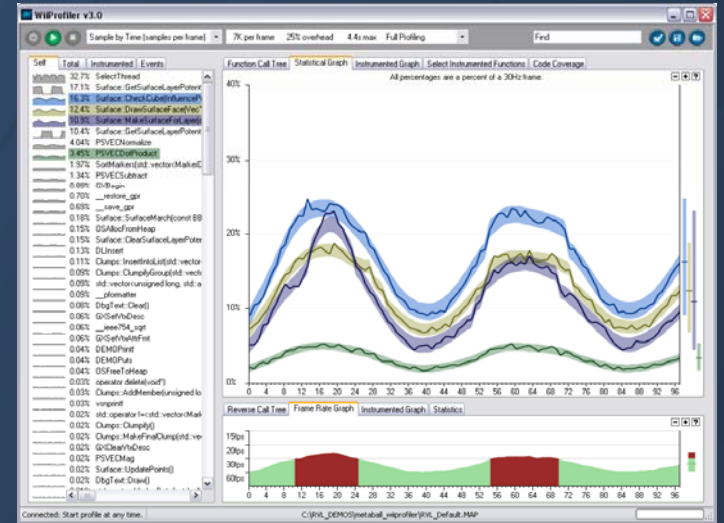 WiiProfiler v3.0
Sample by Time (samples per frame)
7K per frame 25% overhead 4.4s max Full Profiling
Find
Self Total Instrumented Events
32.7% SelectThread
17.1% Surface::GetSurfaceLayerPotent
16.3% Surface::CheckCube(InfluenceP
12.4% Surface::DrawSurfaceFace(Vec*
10.9% Surface::MakeSurfaceForLayer(
10.4% Surface::GetSurfaceLayerPotent
4.04% PSVECNormalize
3.45% PSVECDotProduct
1.97% SortMarkers(std::vector<MarkerD
1.34% PSVECSubtract
GXBegin
0.70% __restore_gpr
0.69% __save_gpr
0.18% Surface::SurfaceMarch(const BB
0.15% OSAllocFromHeap
0.15% Surface::ClearSurfaceLayerPoter
0.13% DLInsert
0.11% Clumps::InsertIntoList(std::vector
0.09% Clumps::ClumpifyGroup(std::vech
0.09% std::vector<unsigned long, std::a
0.09% __pformatter
0.08% DbgText::Clear()
0.06% GXSetVtxDesc
0.06% __ieee754_sqrt
0.06% GXSetVtxAttrFmt
0.04% DEMOPrintf
0.04% DEMOPuts
0.04% OSFreeToHeap
0.03% operator delete(void*)
0.03% Clumps::AddMember(unsigned lo
0.03% vsnprintf
0.02% std::operator!=<std::vector<Mark
0.02% Clumps::Clumpify()
0.02% Clumps::MakeFinalClump(std::ve
0.02% GXClearVtxDesc
0.02% PSVECMag
0.02% Surface::UpdatePoints()
0.02% DbgText::Draw()
Function Call Tree Statistical Graph Instrumented Graph Select Instrumented Functions Code Coverage
All percentages are a percent of a 30Hz frame.
40%
30%
20%
10%
0%
0 4 8 12 16 20 24 28 32 36 40 44 48 52 56 60 64 68 72 76 80 84 88 92 96
Reverse Call Tree Frame Rate Graph Instrumented Graph Statistics
15fps
20fps
30fps
60fps
0 4 8 12 16 20 24 28 32 36 40 44 48 52 56 60 64 68 72 76 80 84 88 92 96
Connected: Start profile at any time.
C:\RVL_DEMOS\metaball_wiiprofiler\RVL_Default.MAP